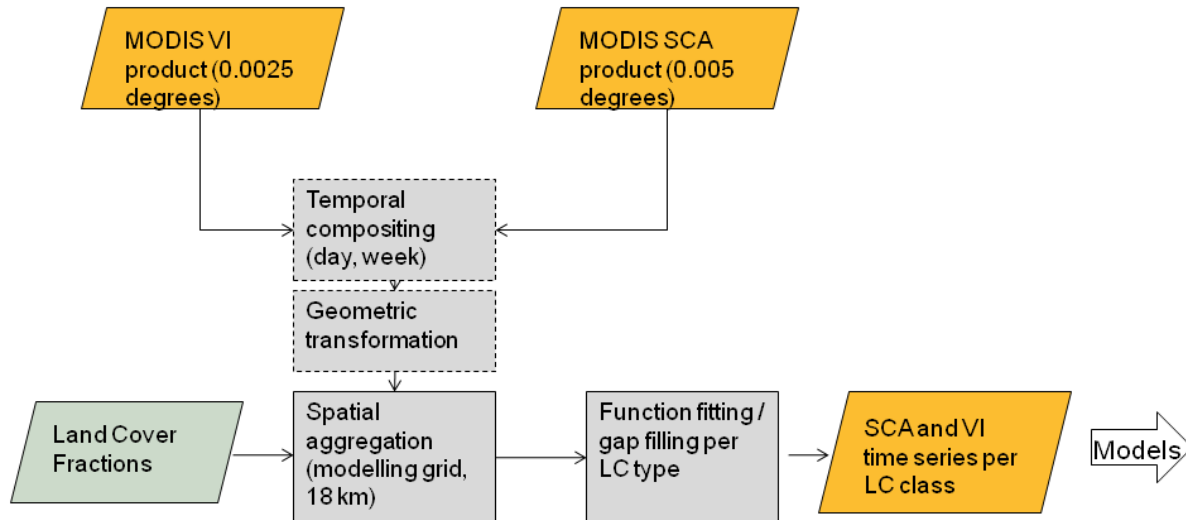 MODIS VI
product (0.0025
degrees)
MODIS SCA
product (0.005
degrees)
Temporal
compositing
(day, week)
Geometric
transformation
Land Cover
Fractions
Spatial
aggregation
(modelling grid,
18 km)
Function fitting /
gap filling per
LC type
SCA and VI
time series per
LC class
Models